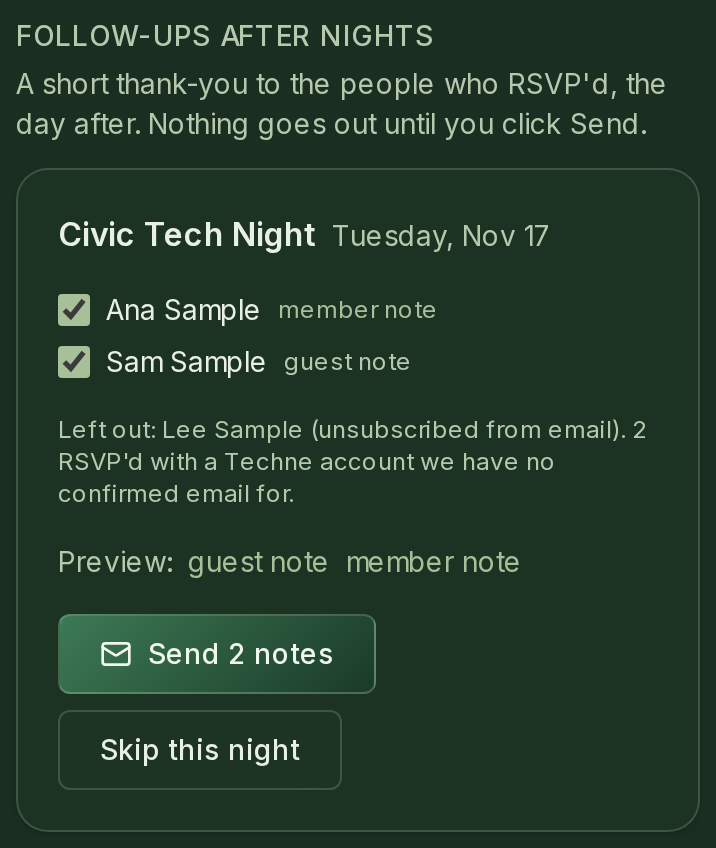 FOLLOW-UPS AFTER NIGHTS
A short thank-you to the people who RSVP'd, the
day after. Nothing goes out until you click Send.
Civic Tech Night Tuesday, Nov 17
Ana Sample member note
Sam Sample guest note
Left out: Lee Sample (unsubscribed from email). 2
RSVP'd with a Techne account we have no
confirmed email for.
Preview: guest note member note
Send 2 notes
Skip this night